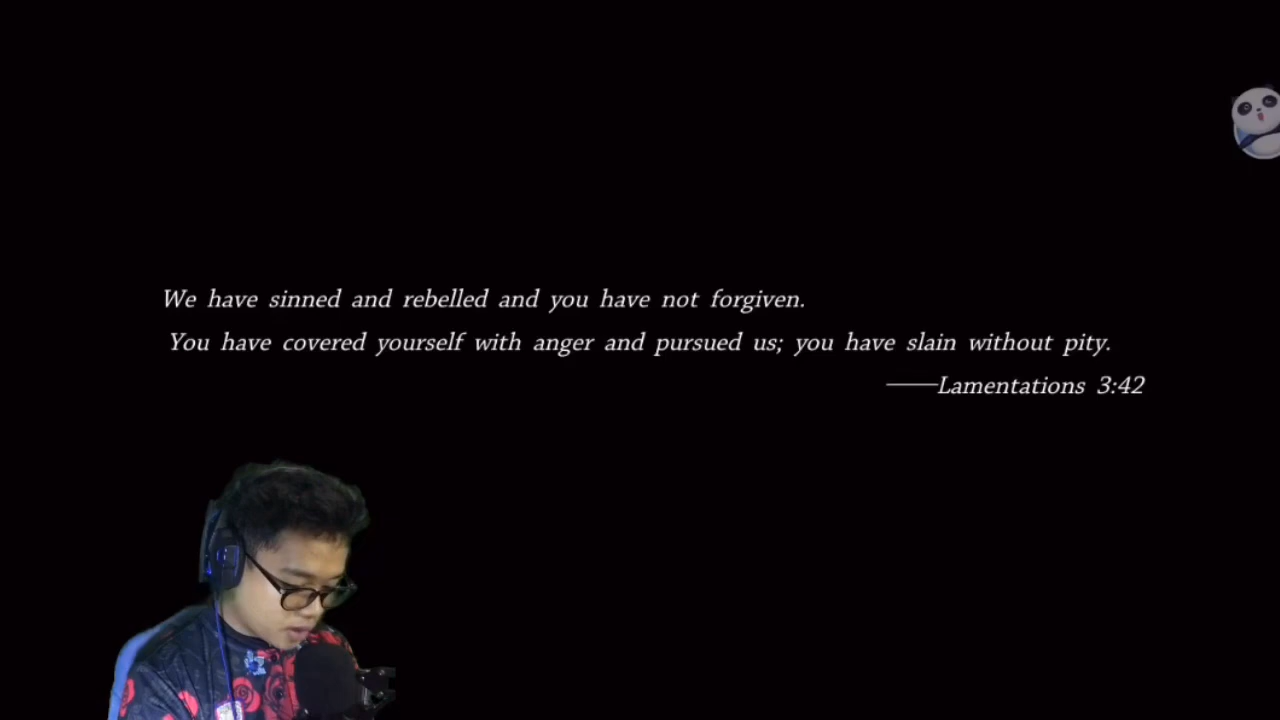 We have sinned and rebelled and you have not forgiven.
You have covered yourself with anger and pursued us; you have slain without pity.
——Lamentations 3:42